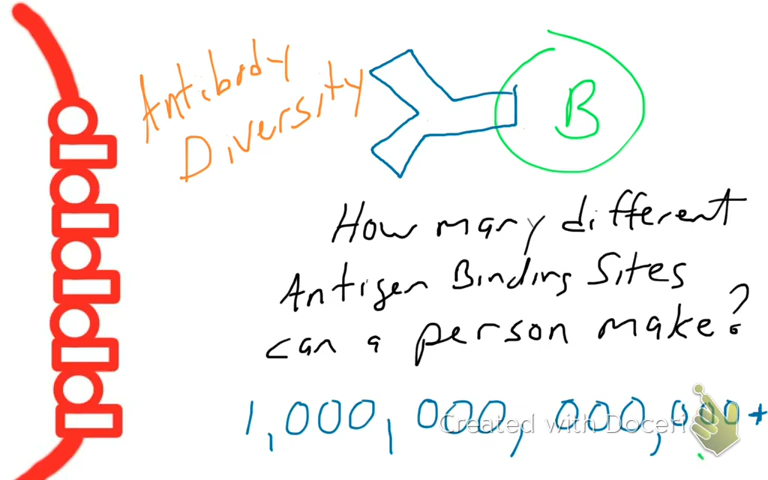 Antibody
Diversity
B
How many different
Antigen Binding Sites
can a person make?
1,000,000,000,000+
Created with Doceri